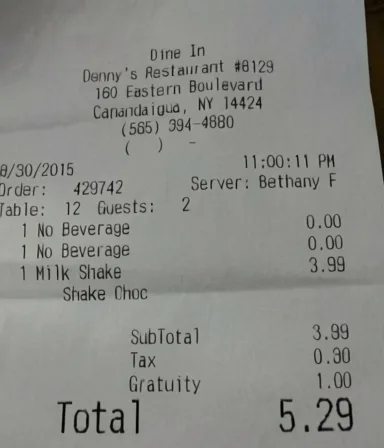 Dine In
Denny's Restaurant #8129
160 Eastern Boulevard
Canandaigua, NY 14424
(585) 394-4880
( ) -
8/30/2015 11:00:11 PM
Order: 429742 Server: Bethany F
Table: 12 Guests: 2
1 No Beverage 0.00
1 No Beverage 0.00
1 Milk Shake 3.99
Shake Choc
SubTotal 3.99
Tax 0.30
Gratuity 1.00
Total 5.29